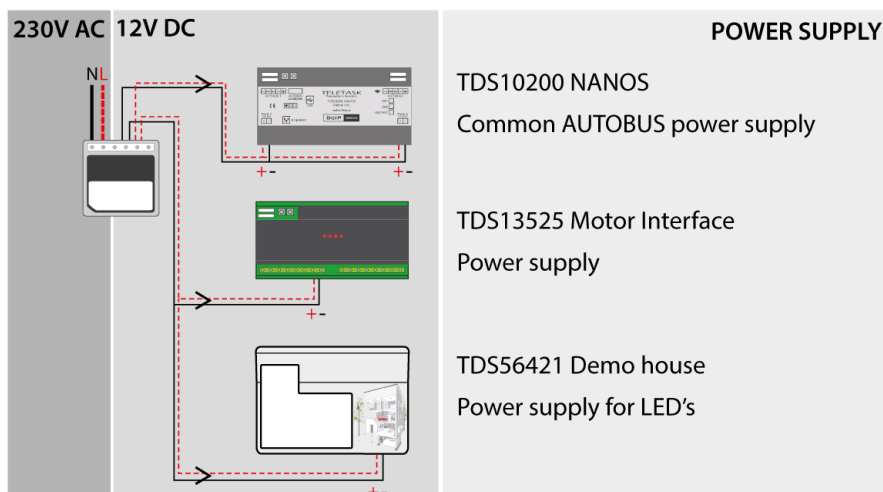 230V AC
12V DC
POWER SUPPLY
N L
TELETASK
TDS10200 NANOS
Common AUTOBUS power supply
+ -
+ -
TDS13525 Motor Interface
Power supply
+ -
TDS56421 Demo house
Power supply for LED's
+ -